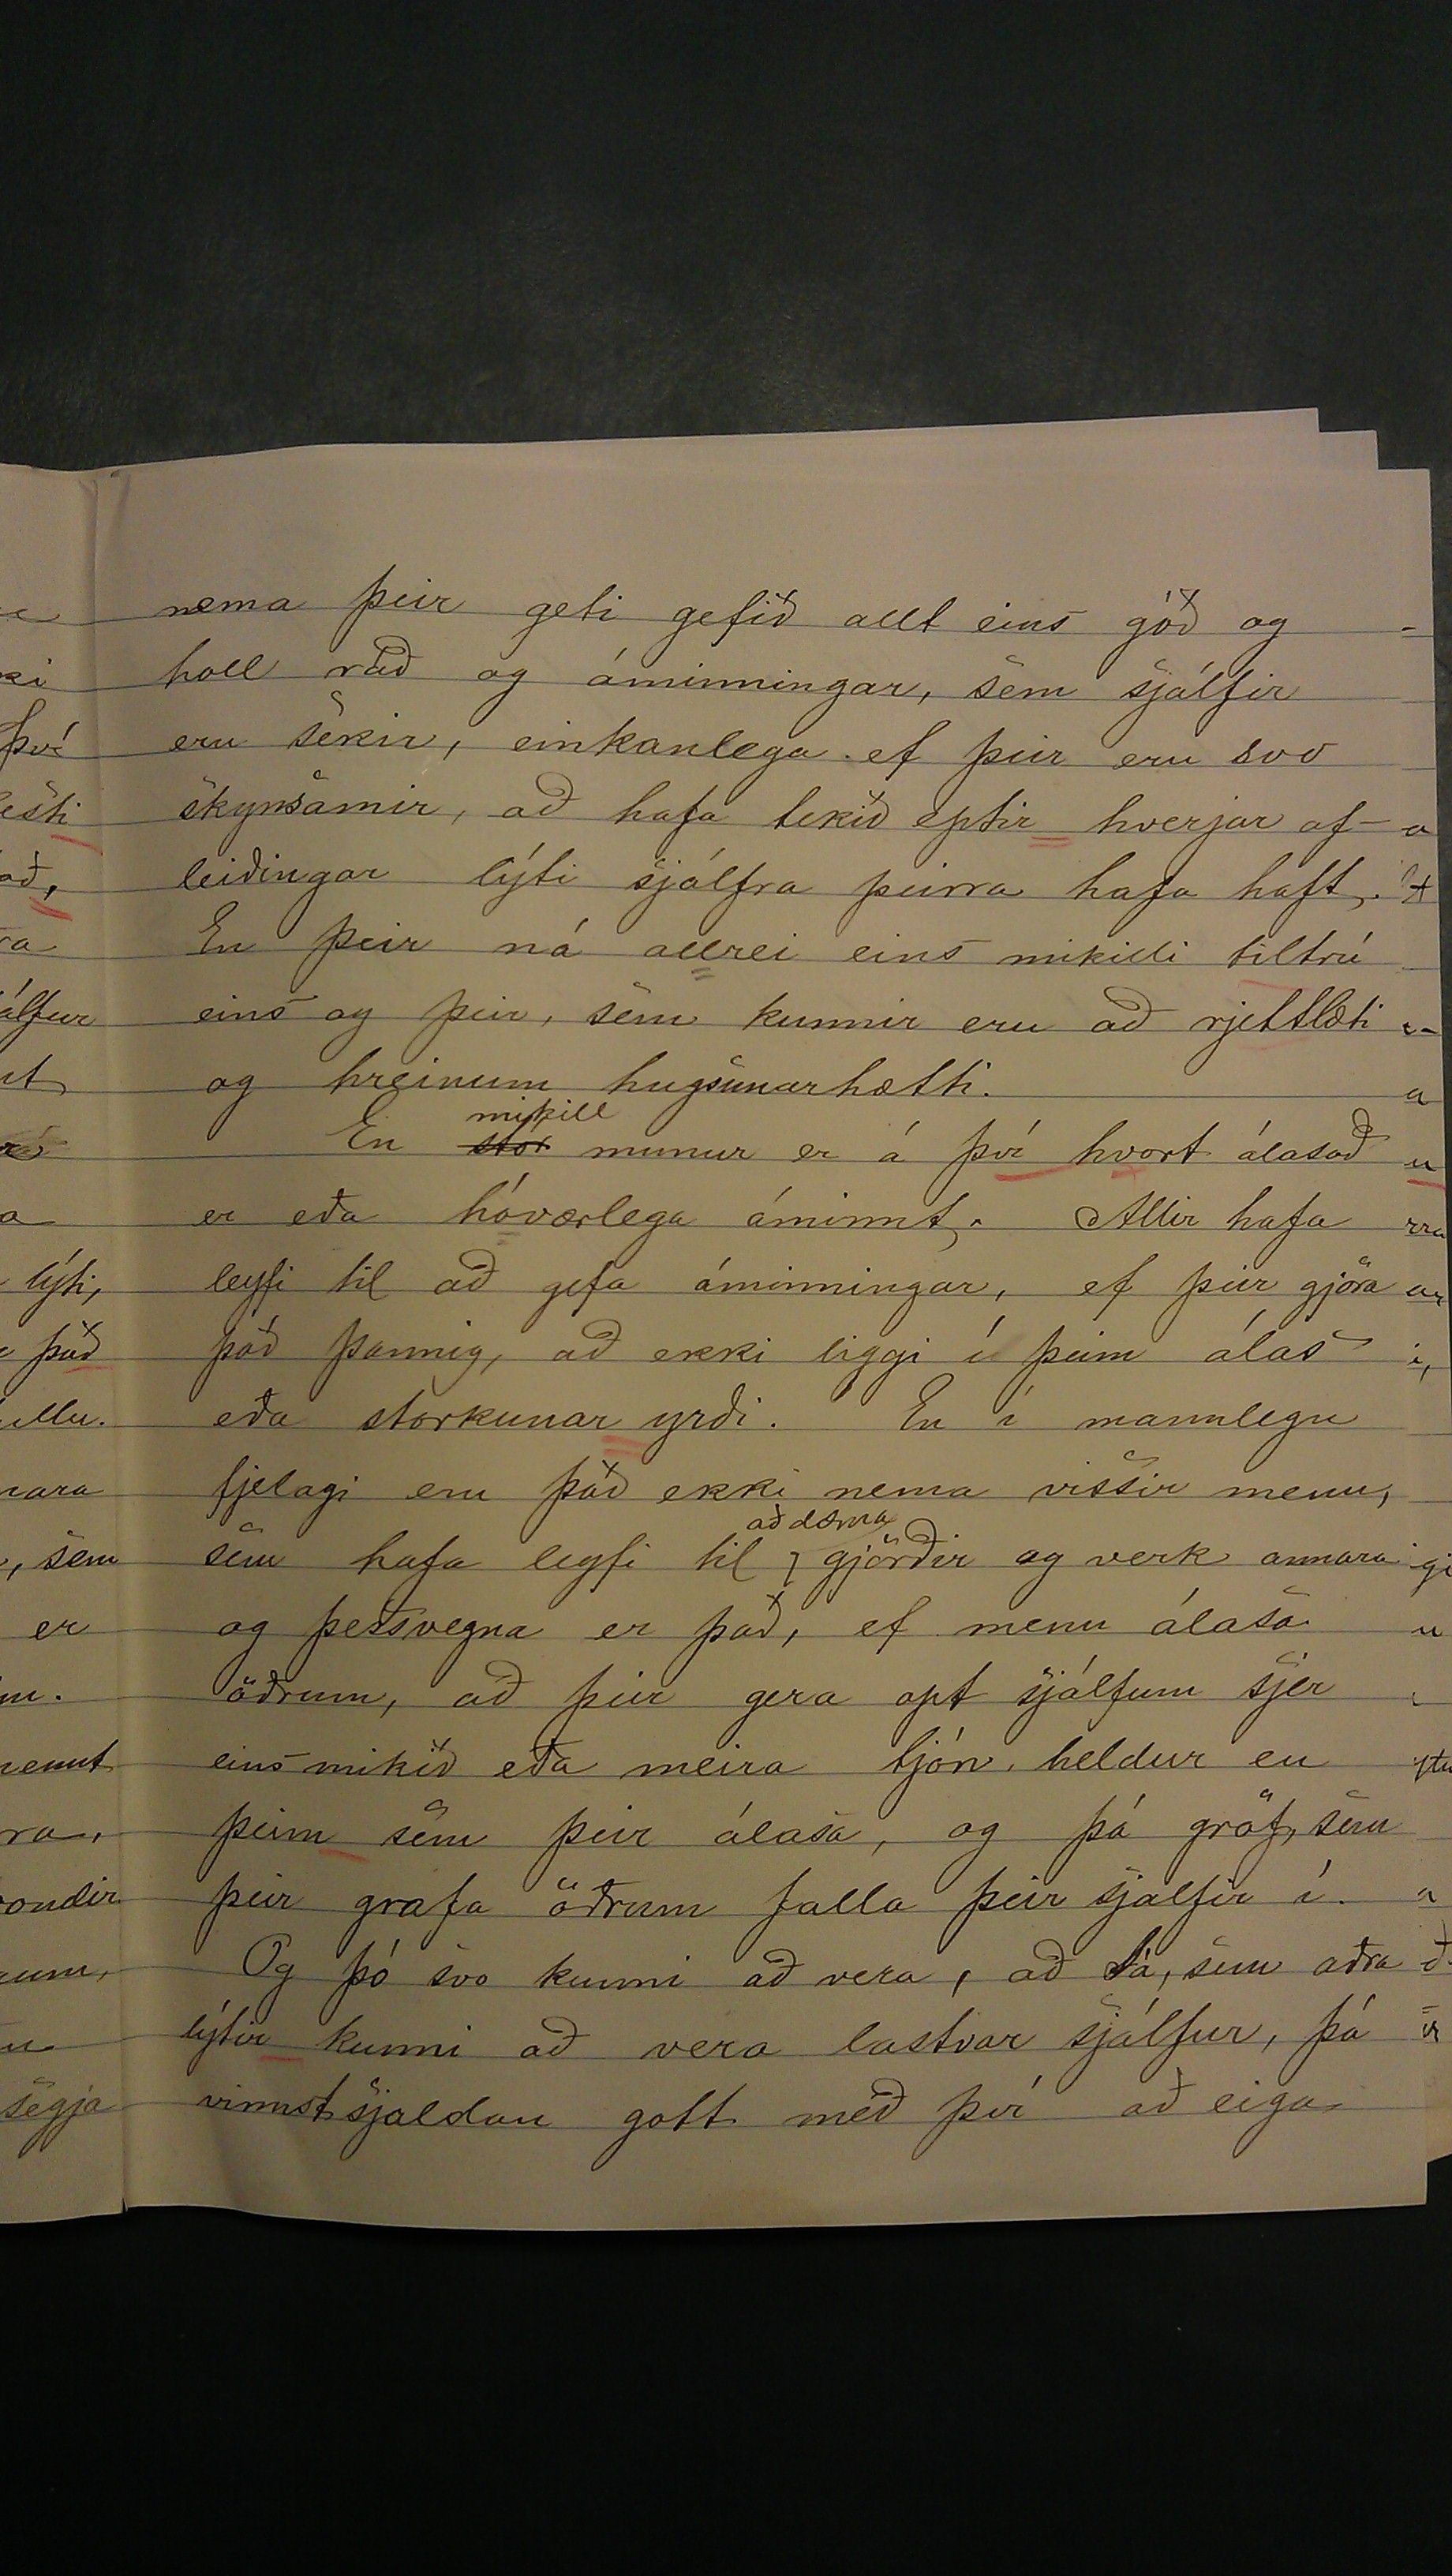 nema þeir geti gefið allt eins góð og
holl ráð og áminningar, sem sjálfir
eru sekir, einkanlega ef þeir eru svo
skynsamir, að hafa tekið eptir hverjar af-
leiðingar lýti sjálfra þeirra hafa haft.
En þeir ná allrei eins mikilli tiltrú
eins og þeir, sem kunnir eru að rjettlæti
og hreinum hugsunarhætti.
mikill
En stór munur er á því hvort álasað
er eða hóværlega áminnt. Allir hafa
leyfi til að gefa áminningar, ef þeir gjöra
það þannig, að ekki liggi í þeim álas
eða storkunar yrði. En í mannlegu
fjelagi eru það ekki nema vissir menn,
að dæma
sem hafa leyfi til gjörðir og verk annara
og þessvegna er það, ef menn álasa
öðrum, að þeir gera opt sjálfum sjer
eins mikið eða meira tjón heldur en
þeim sem þeir álasa, og þá gröf, sem
þeir grafa öðrum falla þeir sjalfir í.
Og þó svo kunni að vera, að Sá, sem aðra
lýtir kunni að vera lastvar sjálfur, þá
vinnst sjaldan gott með því að eiga